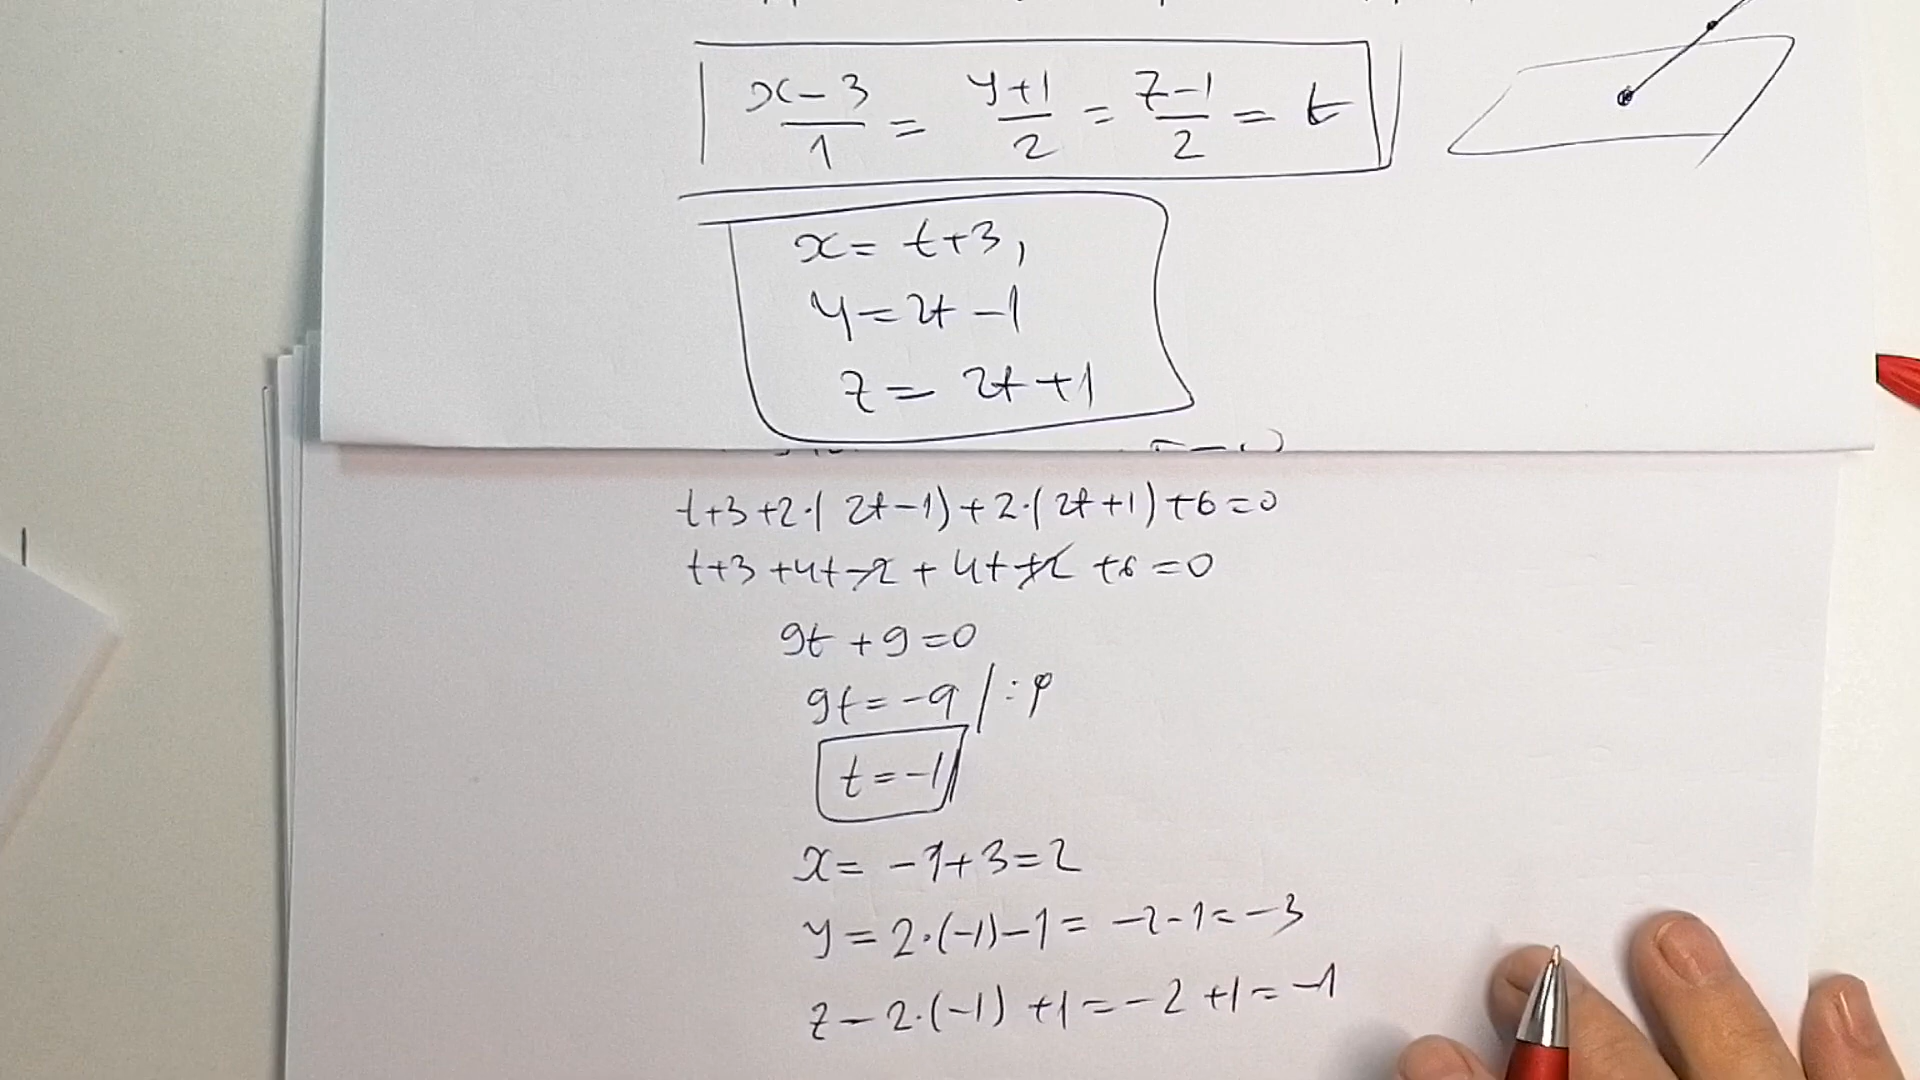 x-3/1 = y+1/2 = z-1/2 = t
x = t+3,
y = 2t-1
z = 2t+1
t+3+2·(2t-1)+2·(2t+1)+6=0
t+3+4t-2+4t+2+6=0
9t+9=0
9t=-9 /:9
t=-1
x=-1+3=2
y=2·(-1)-1=-2-1=-3
z-2·(-1)+1=-2+1=-1